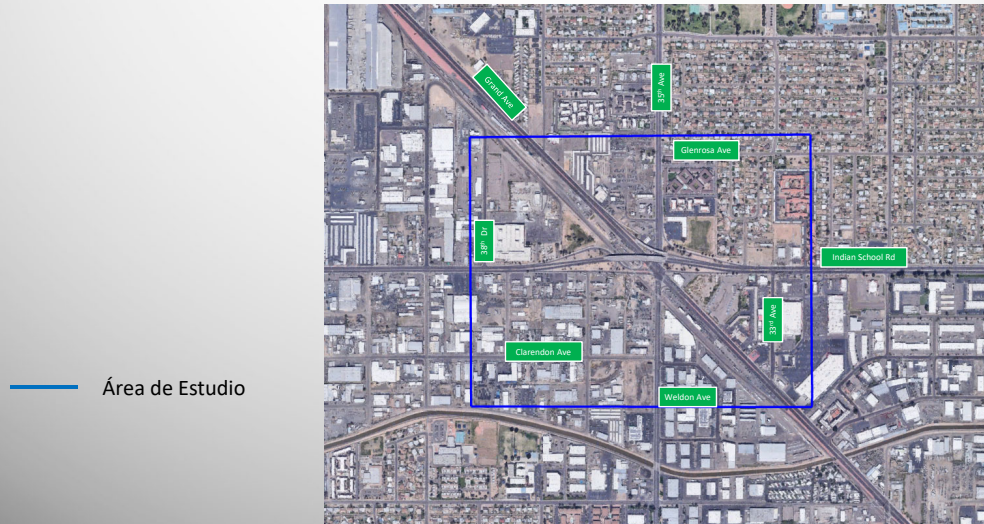 Grand Ave
35th Ave
Glenrosa Ave
38th Dr
Indian School Rd
33rd Ave
Clarendon Ave
Weldon Ave
Área de Estudio